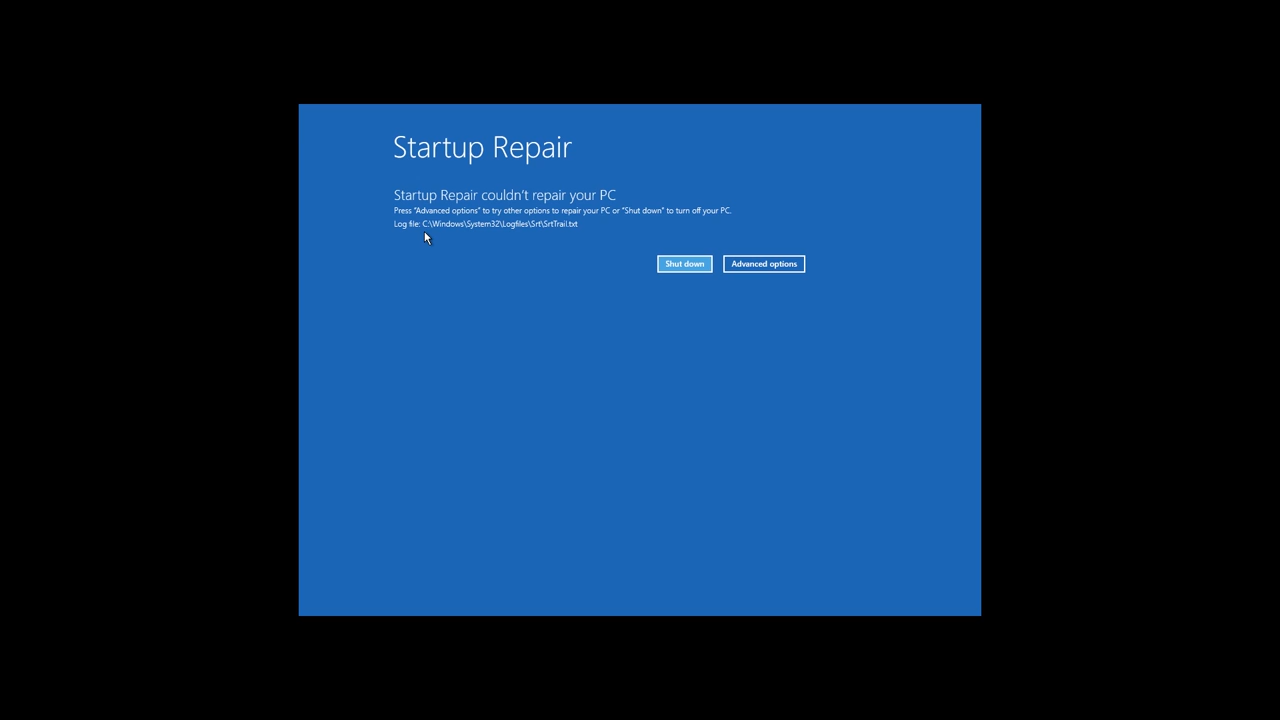 Startup Repair
Startup Repair couldn't repair your PC
Press "Advanced options" to try other options to repair your PC or "Shut down" to turn off your PC.
Log file: C:\Windows\System32\Logfiles\Srt\SrtTrail.txt
Shut down Advanced options